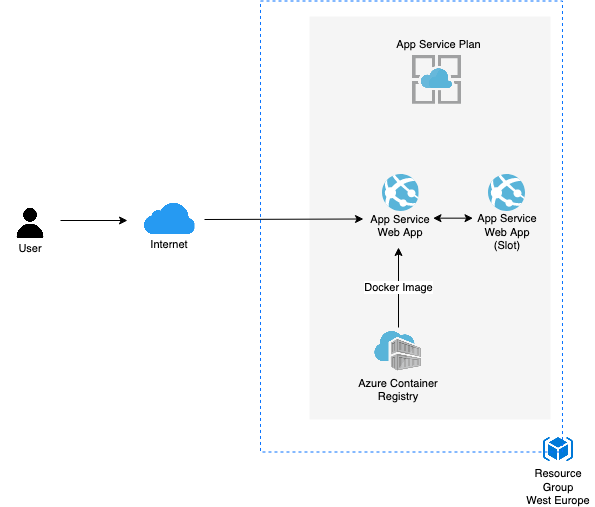 App Service Plan
User
Internet
App Service
Web App
App Service
Web App
(Slot)
Docker Image
Azure Container
Registry
Resource
Group
West Europe